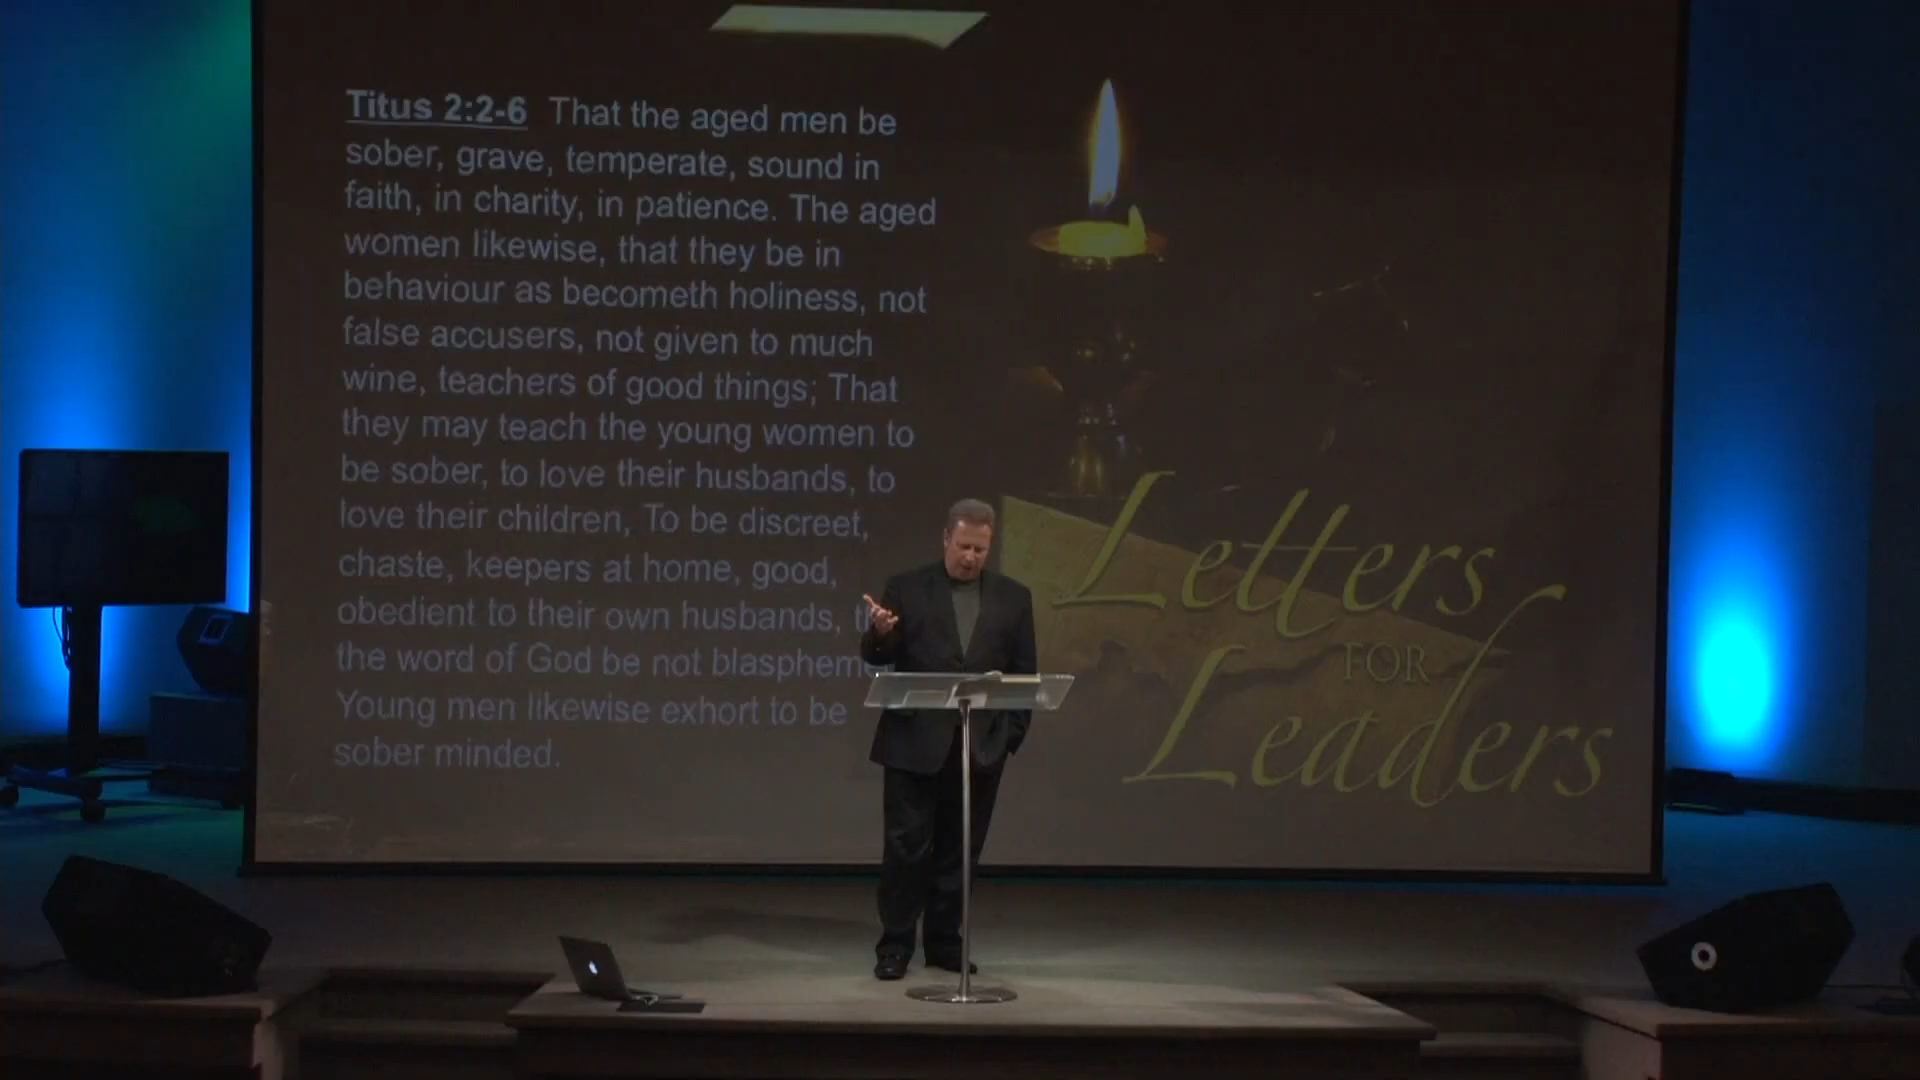 Titus 2:2-6 That the aged men be
sober, grave, temperate, sound in
faith, in charity, in patience. The aged
women likewise, that they be in
behaviour as becometh holiness, not
false accusers, not given to much
wine, teachers of good things; That
they may teach the young women to
be sober, to love their husbands, to
love their children, To be discreet,
chaste, keepers at home, good,
obedient to their own husbands,
the word of God be not
Young men likewise exhort to be
sober minded.
Letters
FOR
Leaders